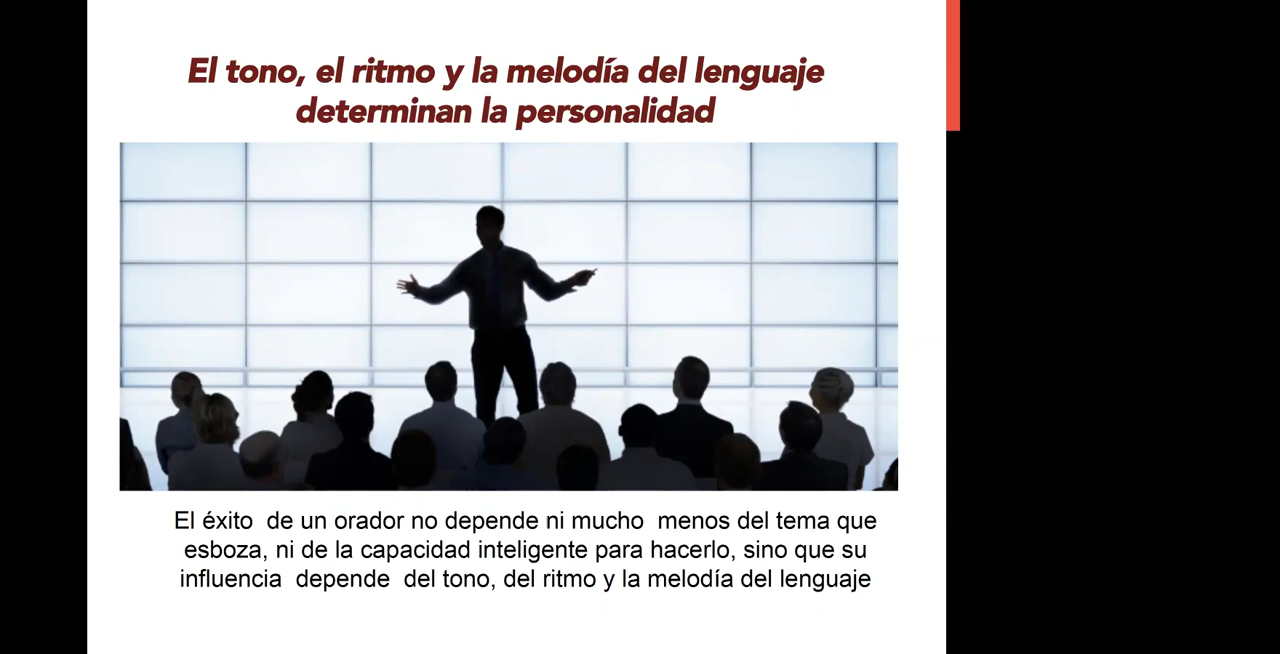 El tono, el ritmo y la melodía del lenguaje
determinan la personalidad
El éxito de un orador no depende ni mucho menos del tema que
esboza, ni de la capacidad inteligente para hacerlo, sino que su
influencia depende del tono, del ritmo y la melodía del lenguaje